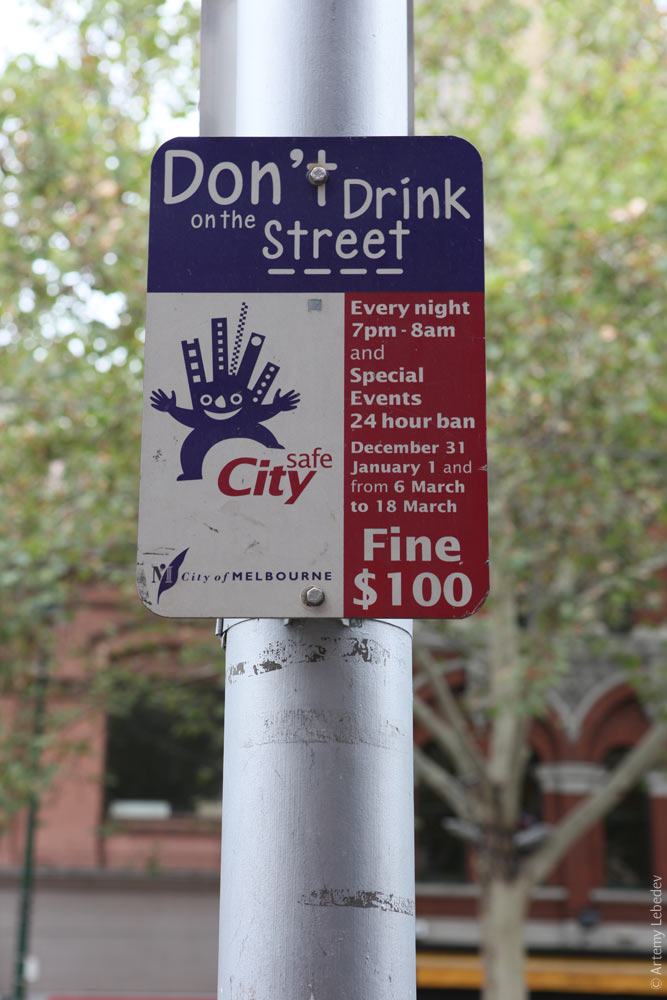 Don't Drink
on the Street
Every night
7pm - 8am
and
Special
Events
24 hour ban
December 31
January 1 and
from 6 March
to 18 March
Fine
$100
safe
City
M City of MELBOURNE
© Artemy Lebedev